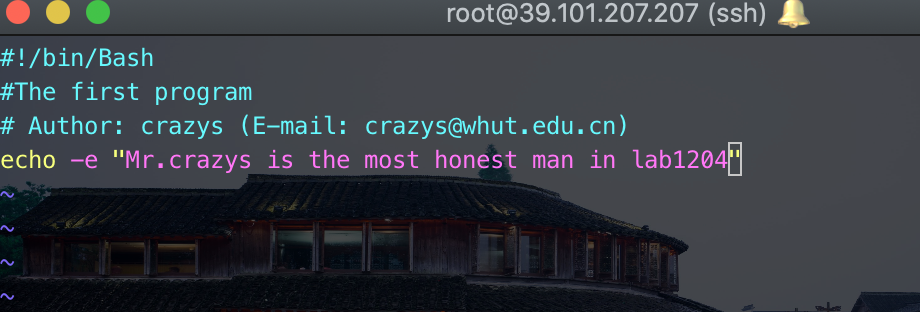 root@39.101.207.207 (ssh)
#!/bin/Bash
#The first program
# Author: crazys (E-mail: crazys@whut.edu.cn)
echo -e "Mr.crazys is the most honest man in lab1204"
~
~
~
~